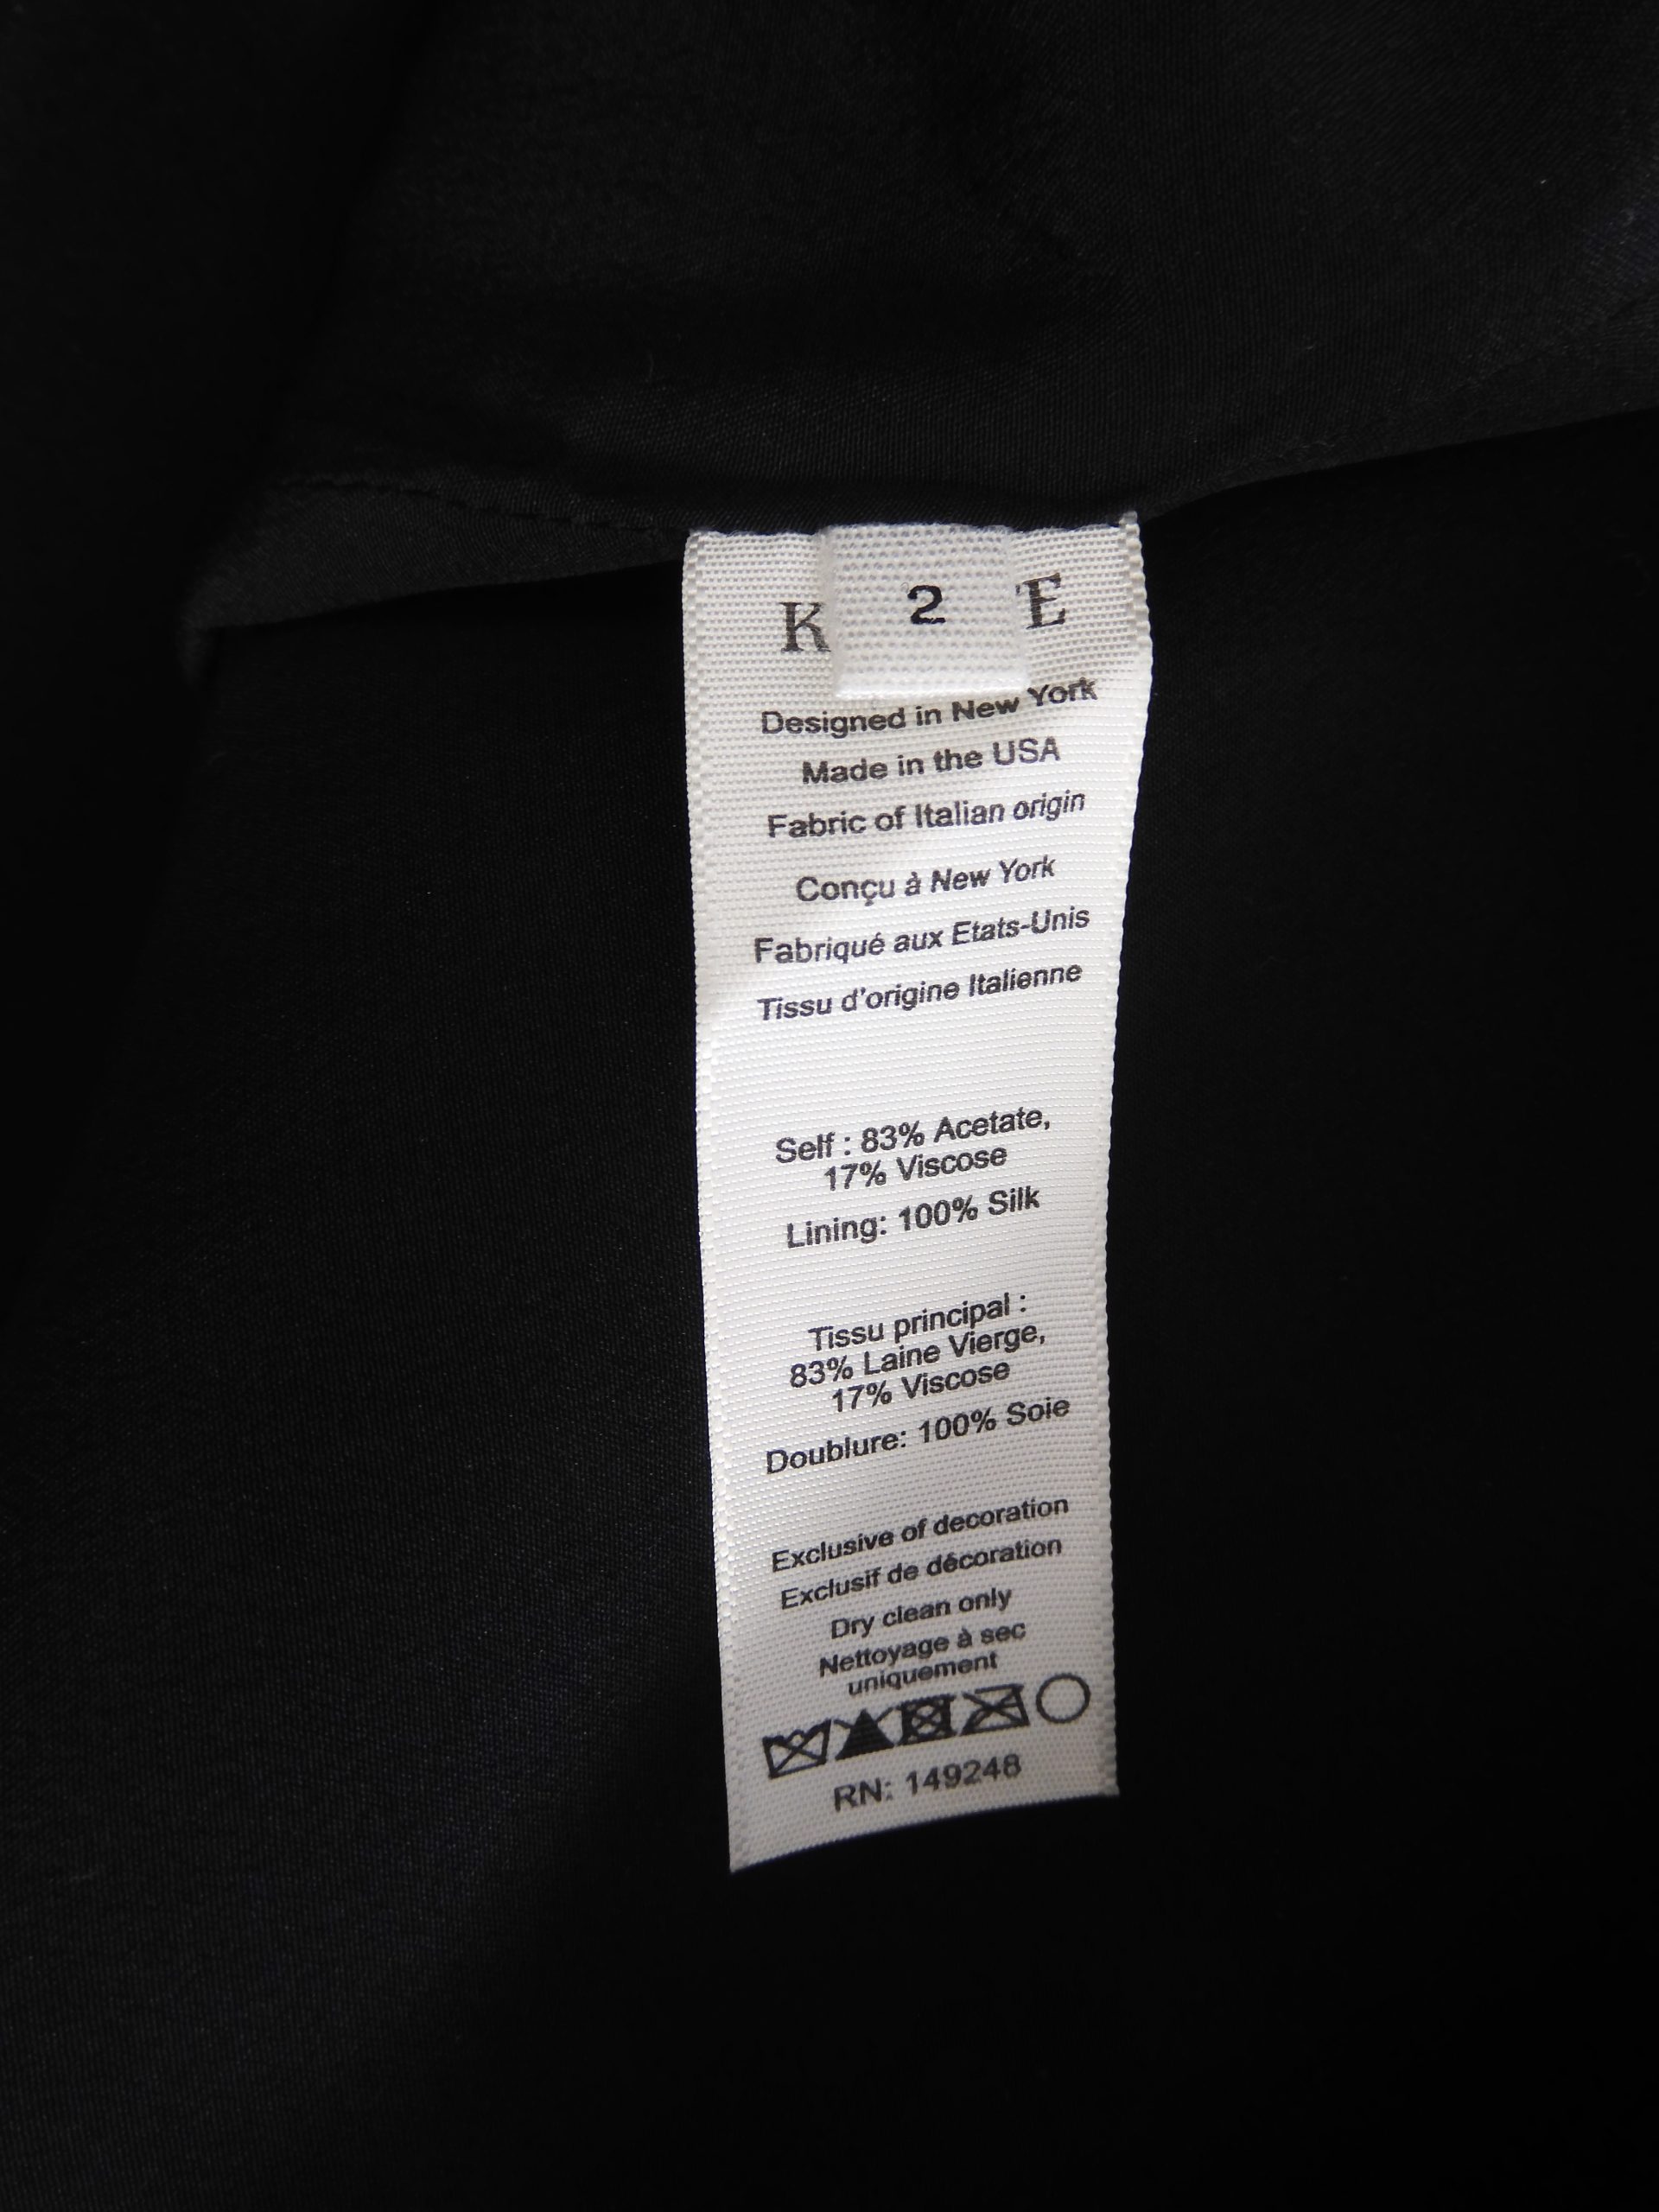 K 2 E
Designed in New York
Made in the USA
Fabric of Italian origin
Conçu à New York
Fabriqué aux Etats-Unis
Tissu d'origine Italienne
Self : 83% Acetate,
17% Viscose
Lining: 100% Silk
Tissu principal :
83% Laine Vierge,
17% Viscose
Doublure: 100% Soie
Exclusive of decoration
Exclusif de décoration
Dry clean only
Nettoyage à sec
uniquement
RN: 149248